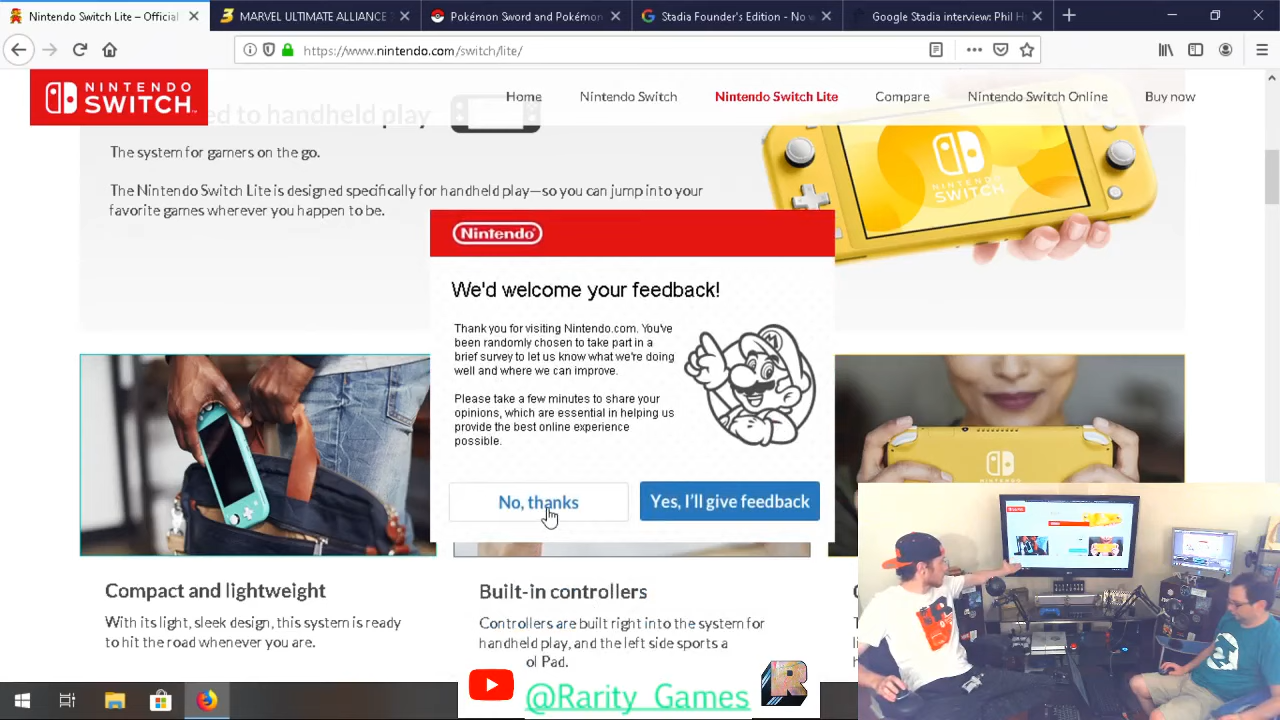 Nintendo Switch Lite – Official
MARVEL ULTIMATE ALLIANCE
Pokémon Sword and Pokémon
Stadia Founder's Edition - No w
Google Stadia interview: Phil H
https://www.nintendo.com/switch/lite/
NINTENDO
SWITCH
Home
Nintendo Switch
Nintendo Switch Lite
Compare
Nintendo Switch Online
Buy now
ed to handheld play
The system for gamers on the go.
The Nintendo Switch Lite is designed specifically for handheld play—so you can jump into your
favorite games wherever you happen to be.
NINTENDO
SWITCH
Nintendo
We'd welcome your feedback!
Thank you for visiting Nintendo.com. You've
been randomly chosen to take part in a
brief survey to let us know what we're doing
well and where we can improve.
Please take a few minutes to share your
opinions, which are essential in helping us
provide the best online experience
possible.
No, thanks
Yes, I'll give feedback
Compact and lightweight
With its light, sleek design, this system is ready
to hit the road whenever you are.
Built-in controllers
Controllers are built right into the system for
handheld play, and the left side sports a
ol Pad.
@Rarity_Games